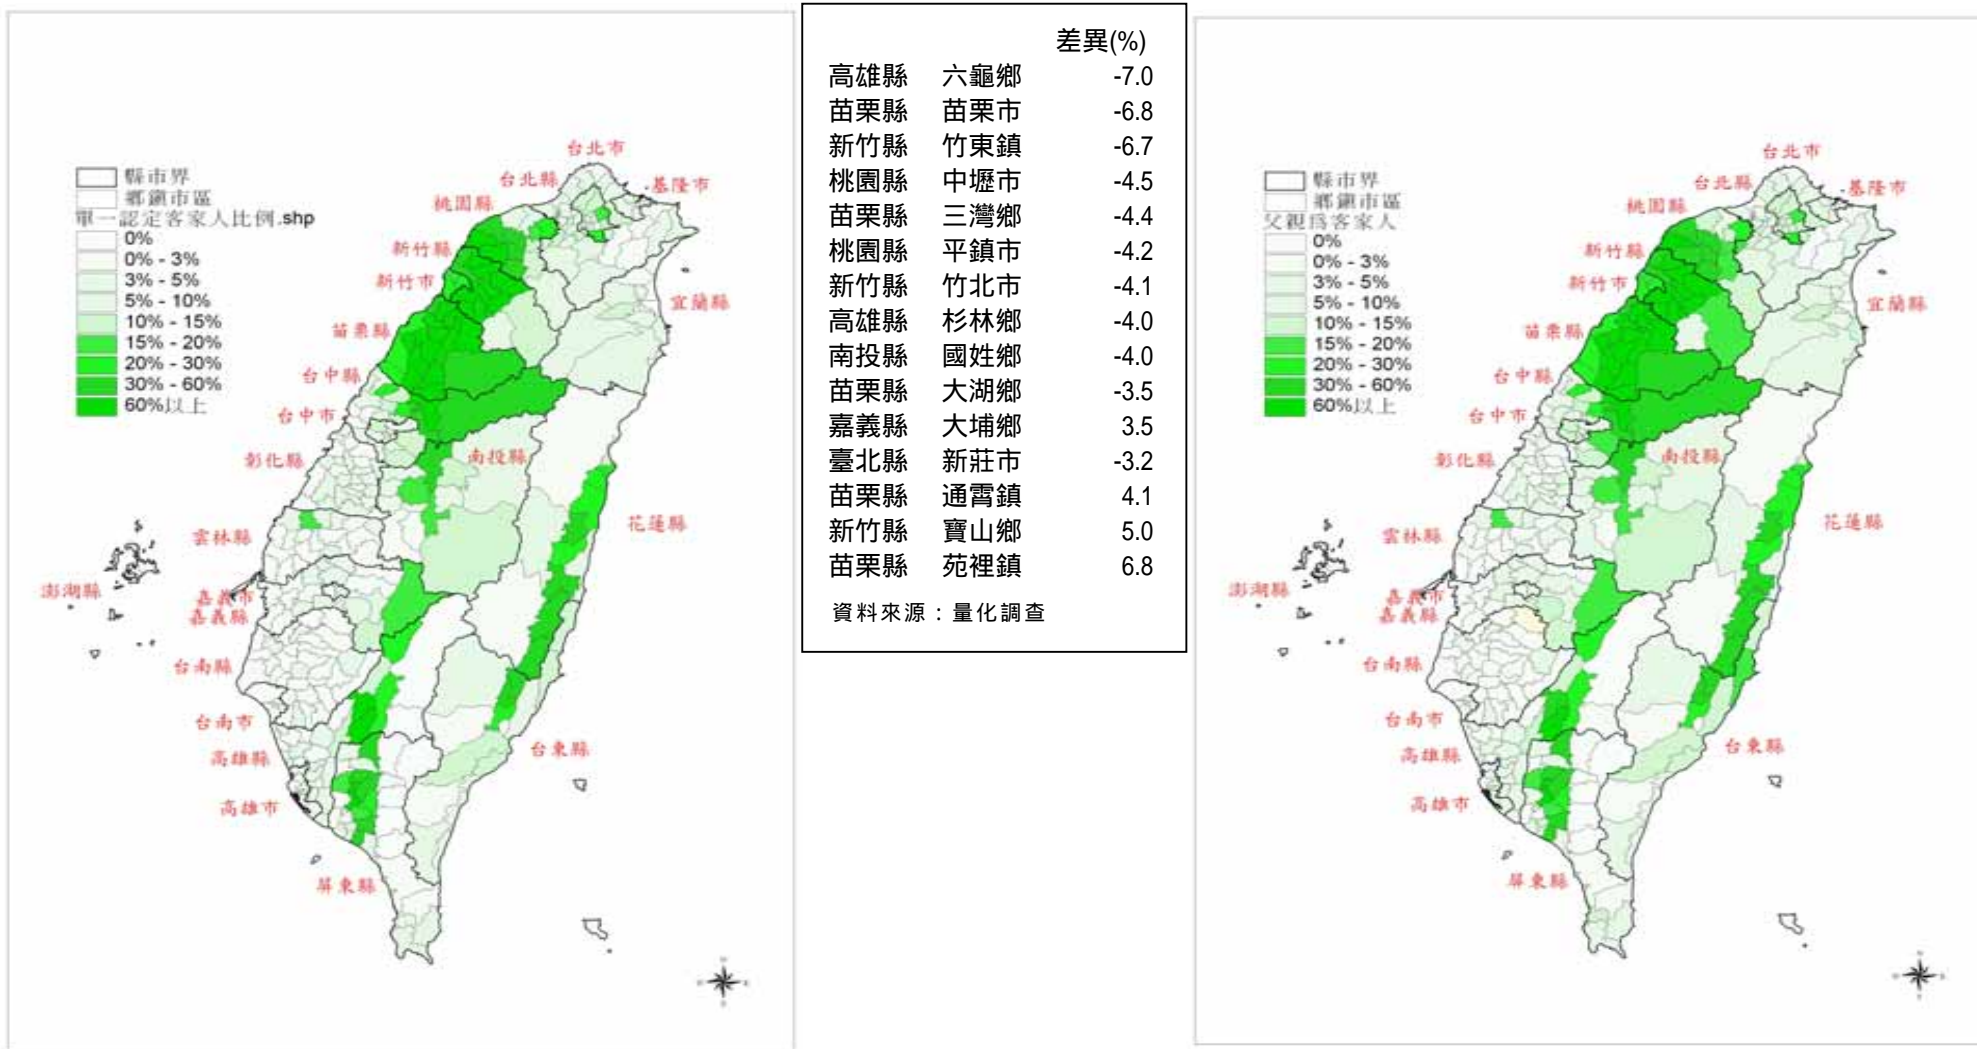 縣市界
鄉鎮市區
單一認定客家人比例.shp
0%
0% - 3%
3% - 5%
5% - 10%
10% - 15%
15% - 20%
20% - 30%
30% - 60%
60%以上
台北市
台北縣
基隆市
桃園縣
新竹縣
新竹市
宜蘭縣
苗栗縣
台中縣
台中市
彰化縣
南投縣
花蓮縣
雲林縣
澎湖縣
嘉義市
嘉義縣
台南縣
台南市
高雄縣
台東縣
高雄市
屏東縣
差異(%)
高雄縣 六龜鄉 -7.0
苗栗縣 苗栗市 -6.8
新竹縣 竹東鎮 -6.7
桃園縣 中壢市 -4.5
苗栗縣 三灣鄉 -4.4
桃園縣 平鎮市 -4.2
新竹縣 竹北市 -4.1
高雄縣 杉林鄉 -4.0
南投縣 國姓鄉 -4.0
苗栗縣 大湖鄉 -3.5
嘉義縣 大埔鄉 3.5
臺北縣 新莊市 -3.2
苗栗縣 通霄鎮 4.1
新竹縣 寶山鄉 5.0
苗栗縣 苑裡鎮 6.8
資料來源：量化調查
縣市界
鄉鎮市區
父親為客家人
0%
0% - 3%
3% - 5%
5% - 10%
10% - 15%
15% - 20%
20% - 30%
30% - 60%
60%以上
台北市
台北縣
基隆市
桃園縣
新竹縣
新竹市
宜蘭縣
苗栗縣
台中縣
台中市
彰化縣
南投縣
花蓮縣
雲林縣
澎湖縣
嘉義市
嘉義縣
台南縣
台南市
高雄縣
台東縣
高雄市
屏東縣